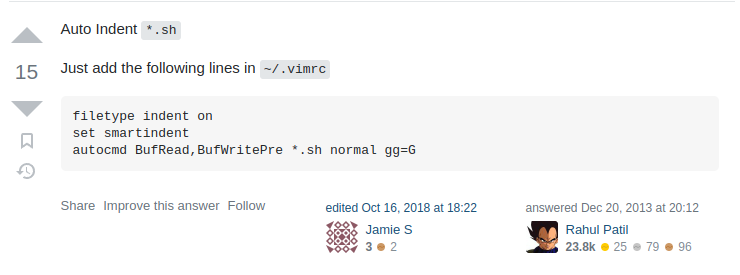 Auto Indent *.sh
15
Just add the following lines in ~/.vimrc
filetype indent on
set smartindent
autocmd BufRead,BufWritePre *.sh normal gg=G
Share Improve this answer Follow
edited Oct 16, 2018 at 18:22
Jamie S
3 2
answered Dec 20, 2013 at 20:12
Rahul Patil
23.8k 25 79 96